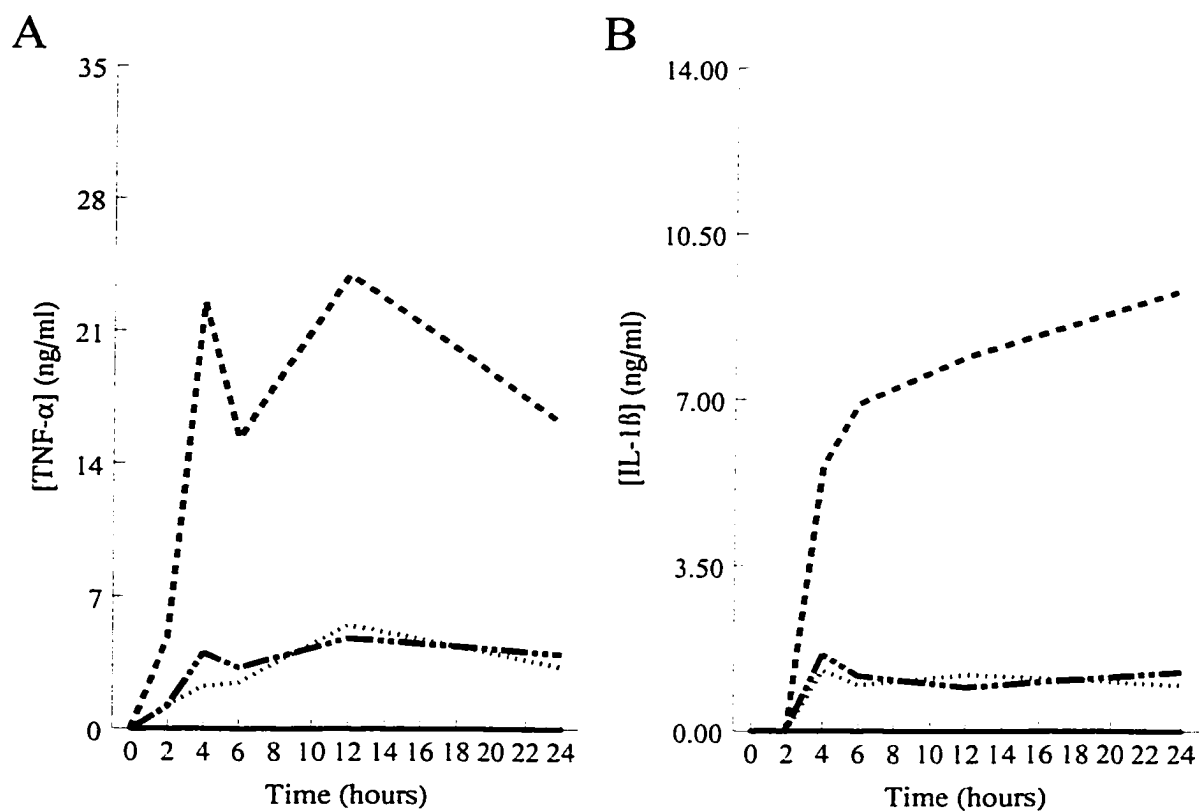 A
35
28
21
14
7
0
[TNF-α] (ng/ml)
0 2 4 6 8 10 12 14 16 18 20 22 24
Time (hours)
B
14.00
10.50
7.00
3.50
0.00
[IL-1ß] (ng/ml)
0 2 4 6 8 10 12 14 16 18 20 22 24
Time (hours)